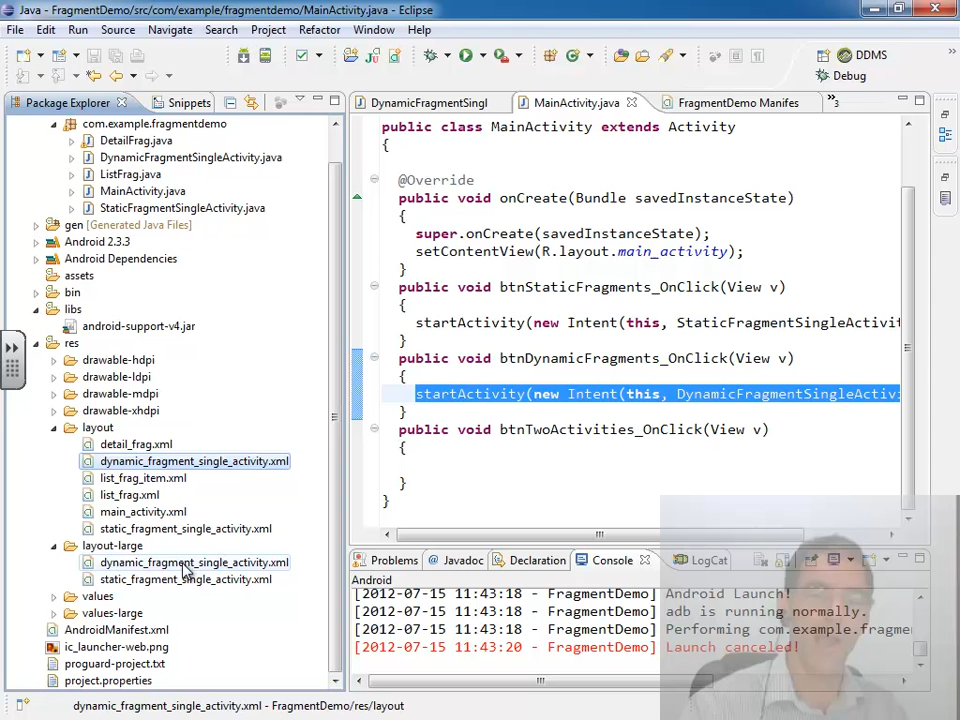 Java - FragmentDemo/src/com/example/fragmentdemo/MainActivity.java - Eclipse
File Edit Run Source Navigate Search Project Refactor Window Help
DDMS
Debug
Package Explorer Snippets
com.example.fragmentdemo
DetailFrag.java
DynamicFragmentSingleActivity.java
ListFrag.java
MainActivity.java
StaticFragmentSingleActivity.java
gen [Generated Java Files]
Android 2.3.3
Android Dependencies
assets
bin
libs
android-support-v4.jar
res
drawable-hdpi
drawable-ldpi
drawable-mdpi
drawable-xhdpi
layout
detail_frag.xml
dynamic_fragment_single_activity.xml
list_frag_item.xml
list_frag.xml
main_activity.xml
static_fragment_single_activity.xml
layout-large
dynamic_fragment_single_activity.xml
static_fragment_single_activity.xml
values
values-large
AndroidManifest.xml
ic_launcher-web.png
proguard-project.txt
project.properties
DynamicFragmentSingl MainActivity.java FragmentDemo Manifes »3
public class MainActivity extends Activity
{
@Override
public void onCreate(Bundle savedInstanceState)
{
super.onCreate(savedInstanceState);
setContentView(R.layout.main_activity);
}
public void btnStaticFragments_OnClick(View v)
{
startActivity(new Intent(this, StaticFragmentSingleActivit
}
public void btnDynamicFragments_OnClick(View v)
{
startActivity(new Intent(this, DynamicFragmentSingleActivi
}
public void btnTwoActivities_OnClick(View v)
{
}
}
Problems @ Javadoc Declaration Console LogCat
Android
[2012-07-15 11:43:18 - FragmentDemo] Android Launch!
[2012-07-15 11:43:18 - FragmentDemo] adb is running normally.
[2012-07-15 11:43:18 - FragmentDemo] Performing com.example.fragme
[2012-07-15 11:43:20 - FragmentDemo] Launch canceled!
dynamic_fragment_single_activity.xml - FragmentDemo/res/layout